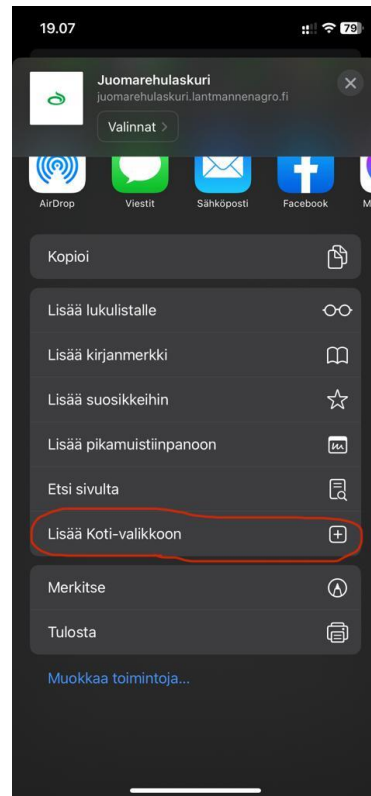 19.07
79
Juomarehulaskuri
juomarehulaskuri.lantmannenagro.fi
Valinnat >
AirDrop
Viestit
Sähköposti
Facebook
M
Kopioi
Lisää lukulistalle
Lisää kirjanmerkki
Lisää suosikkeihin
Lisää pikamuistiinpanoon
Etsi sivulta
Lisää Koti-valikkoon
Merkitse
Tulosta
Muokkaa toimintoja...